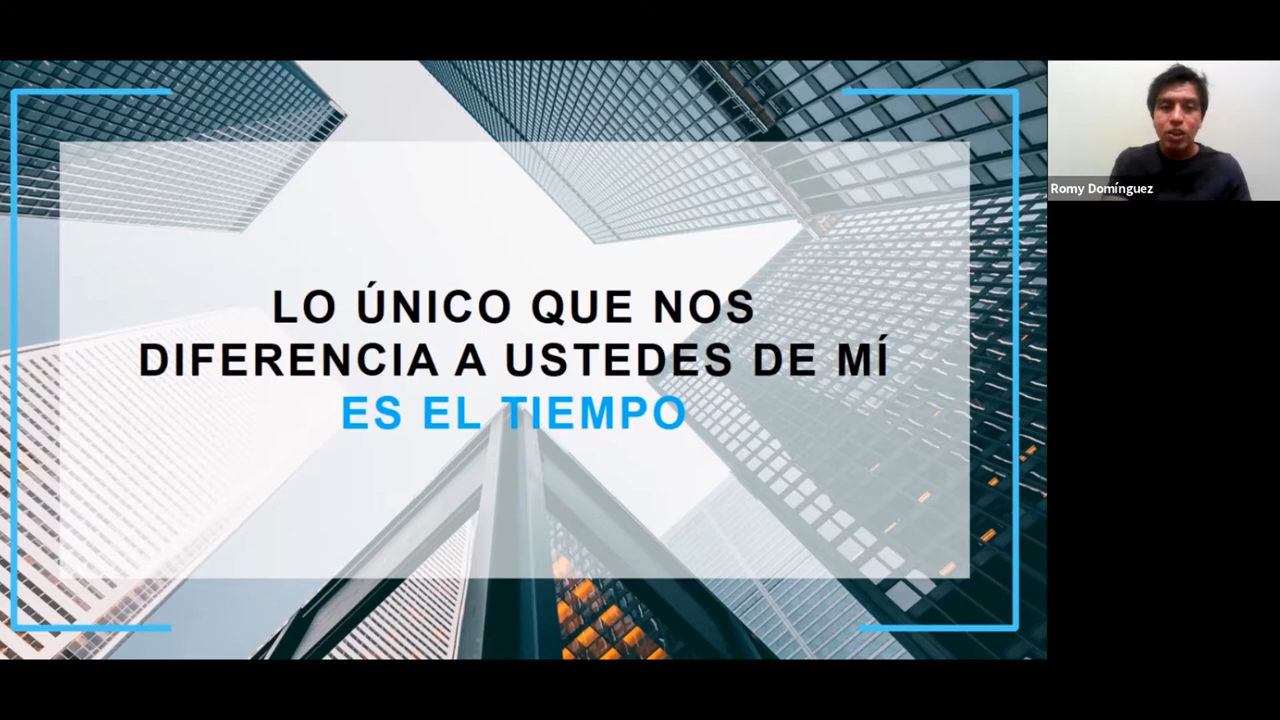 LO ÚNICO QUE NOS
DIFERENCIA A USTEDES DE MÍ
ES EL TIEMPO
Romy Domínguez